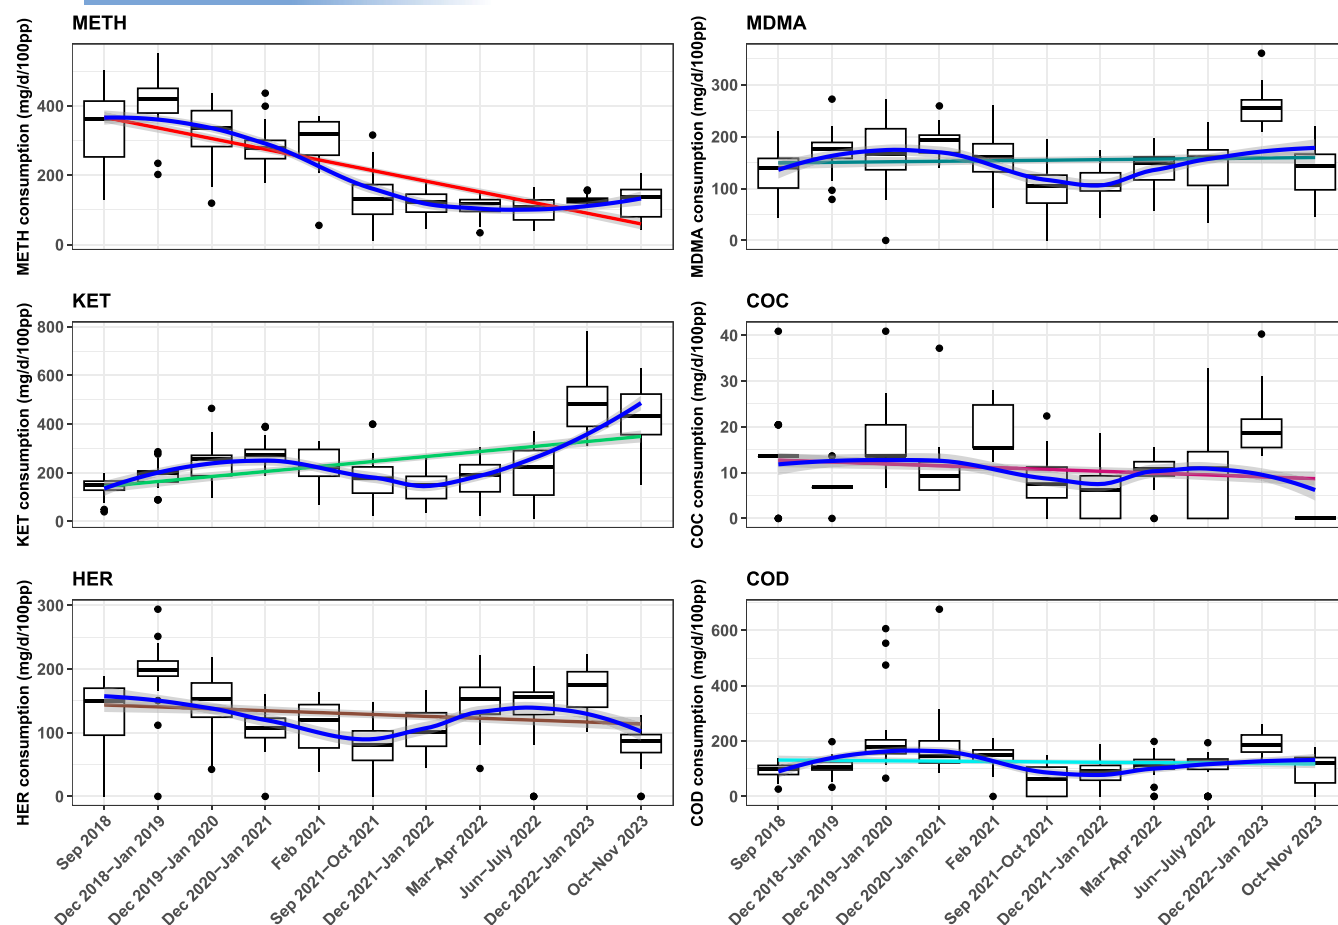 METH
METH consumption (mg/d/100pp)
400
200
0
MDMA
MDMA consumption (mg/d/100pp)
300
200
100
0
KET
KET consumption (mg/d/100pp)
800
600
400
200
0
COC
COC consumption (mg/d/100pp)
40
30
20
10
0
HER
HER consumption (mg/d/100pp)
300
200
100
0
Sep 2018
Dec 2018–Jan 2019
Dec 2019–Jan 2020
Dec 2020–Jan 2021
Feb 2021
Sep 2021–Oct 2021
Dec 2021–Jan 2022
Mar–Apr 2022
Jun–July 2022
Dec 2022–Jan 2023
Oct–Nov 2023
COD
COD consumption (mg/d/100pp)
600
400
200
0
Sep 2018
Dec 2018–Jan 2019
Dec 2019–Jan 2020
Dec 2020–Jan 2021
Feb 2021
Sep 2021–Oct 2021
Dec 2021–Jan 2022
Mar–Apr 2022
Jun–July 2022
Dec 2022–Jan 2023
Oct–Nov 2023